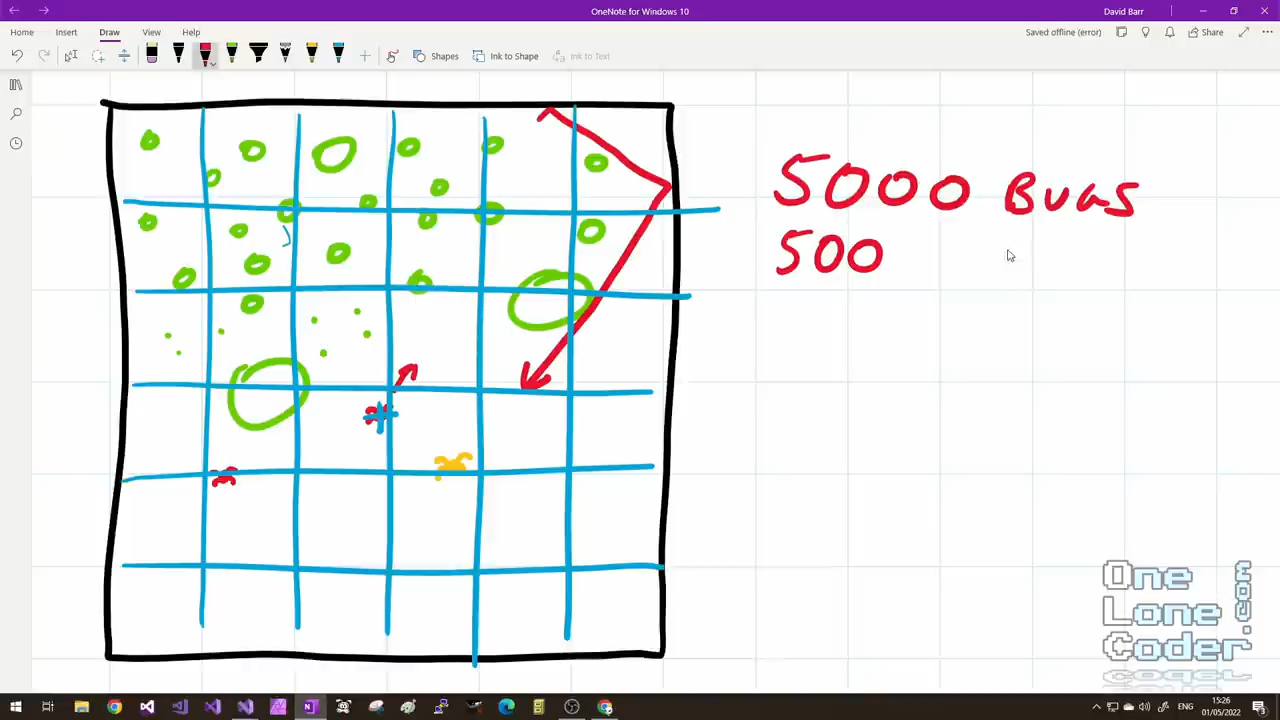 OneNote for Windows 10
David Barr
Home Insert Draw View Help
Saved offline (error)
Share
Shapes
Ink to Shape
Ink to Text
5000 Bugs
500
One
Lone
Coder.
com
ENG
15:26
01/05/2022